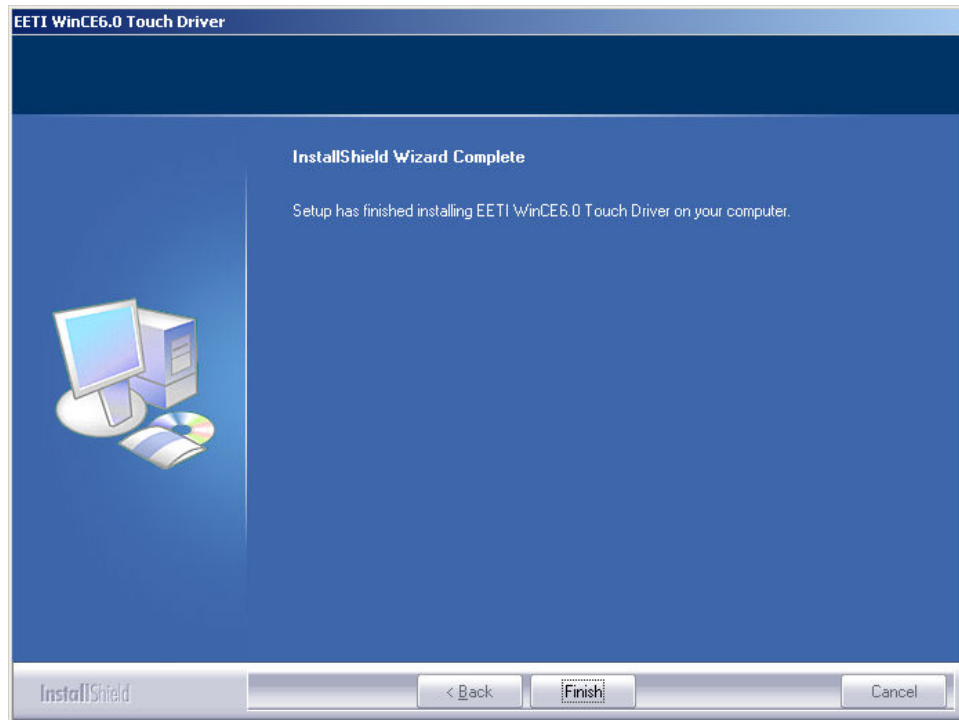 EETI WinCE6.0 Touch Driver
InstallShield Wizard Complete
Setup has finished installing EETI WinCE6.0 Touch Driver on your computer.
InstallShield
< Back
Finish
Cancel